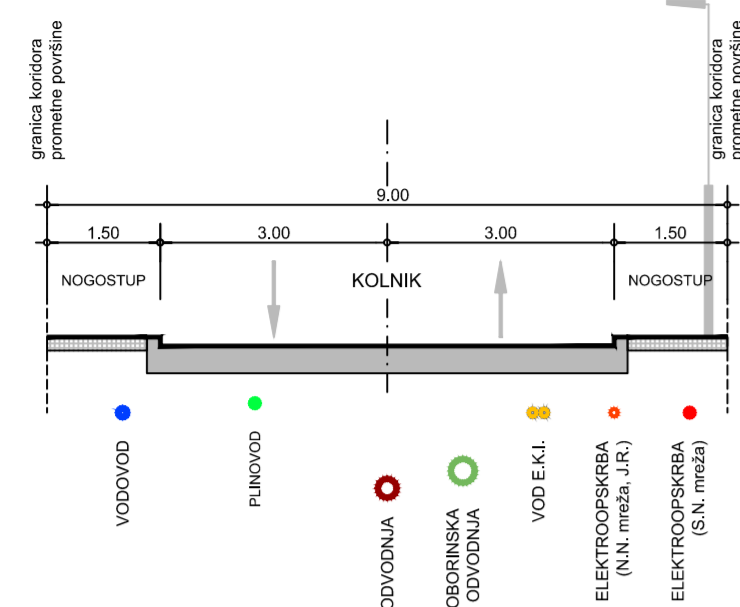 granica koridora
prometne površine
granica koridora
prometne površine
9.00
1.50
3.00
3.00
1.50
NOGOSTUP
KOLNIK
NOGOSTUP
VODOVOD
PLINOVOD
ODVODNJA
OBORINSKA
ODVODNJA
VOD E.K.I.
ELEKTROOPSKRBA
(N.N. mreža, J.R.)
ELEKTROOPSKRBA
(S.N. mreža)